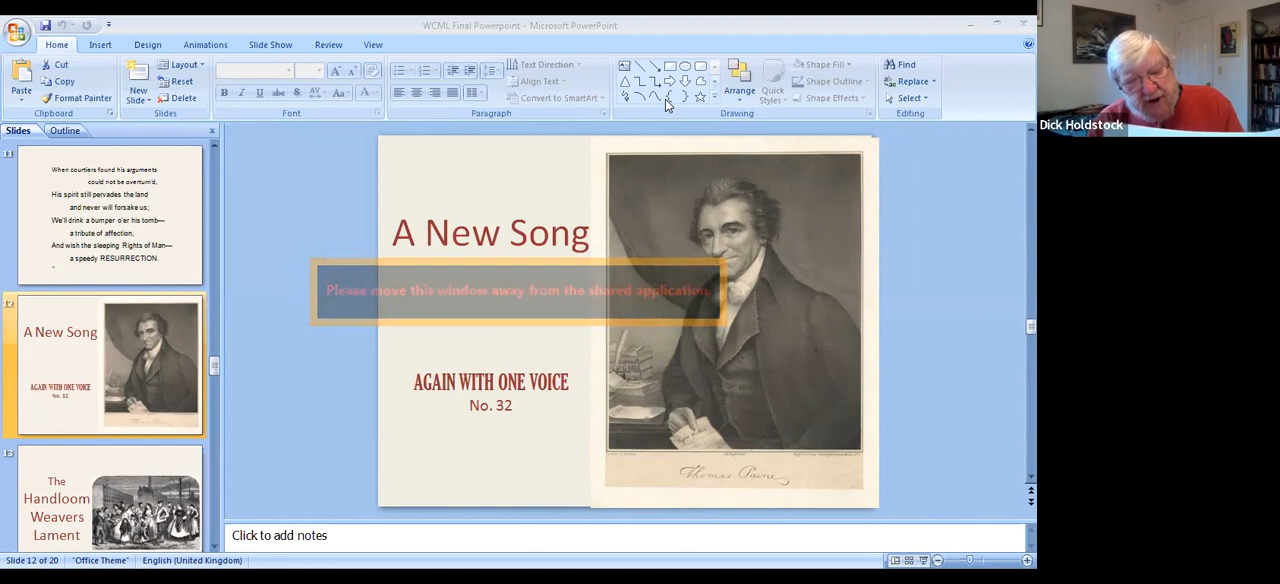 WCML Final Powerpoint - Microsoft PowerPoint
Home Insert Design Animations Slide Show Review View
Paste
Cut
Copy
Format Painter
Clipboard
New
Slide
Layout
Reset
Delete
Slides
B I U abc S AV Aa A
Font
Text Direction
Align Text
Convert to SmartArt
Paragraph
Arrange
Quick
Styles
Shape Fill
Shape Outline
Shape Effects
Drawing
Find
Replace
Select
Editing
Dick Holdstock
Slides Outline x
11
When courtiers found his arguments
could not be overturn'd,
His spirit still pervades the land
and never will forsake us;
We'll drink a bumper o'er his tomb—
a tribute of affection,
And wish the sleeping Rights of Man—
a speedy RESURRECTION.
"
12
A New Song
AGAIN WITH ONE VOICE
No. 32
13
The
Handloom
Weavers
Lament
A New Song
Please move this window away from the shared application.
AGAIN WITH ONE VOICE
No. 32
Thomas Paine
Click to add notes
Slide 12 of 20 "Office Theme" English (United Kingdom)